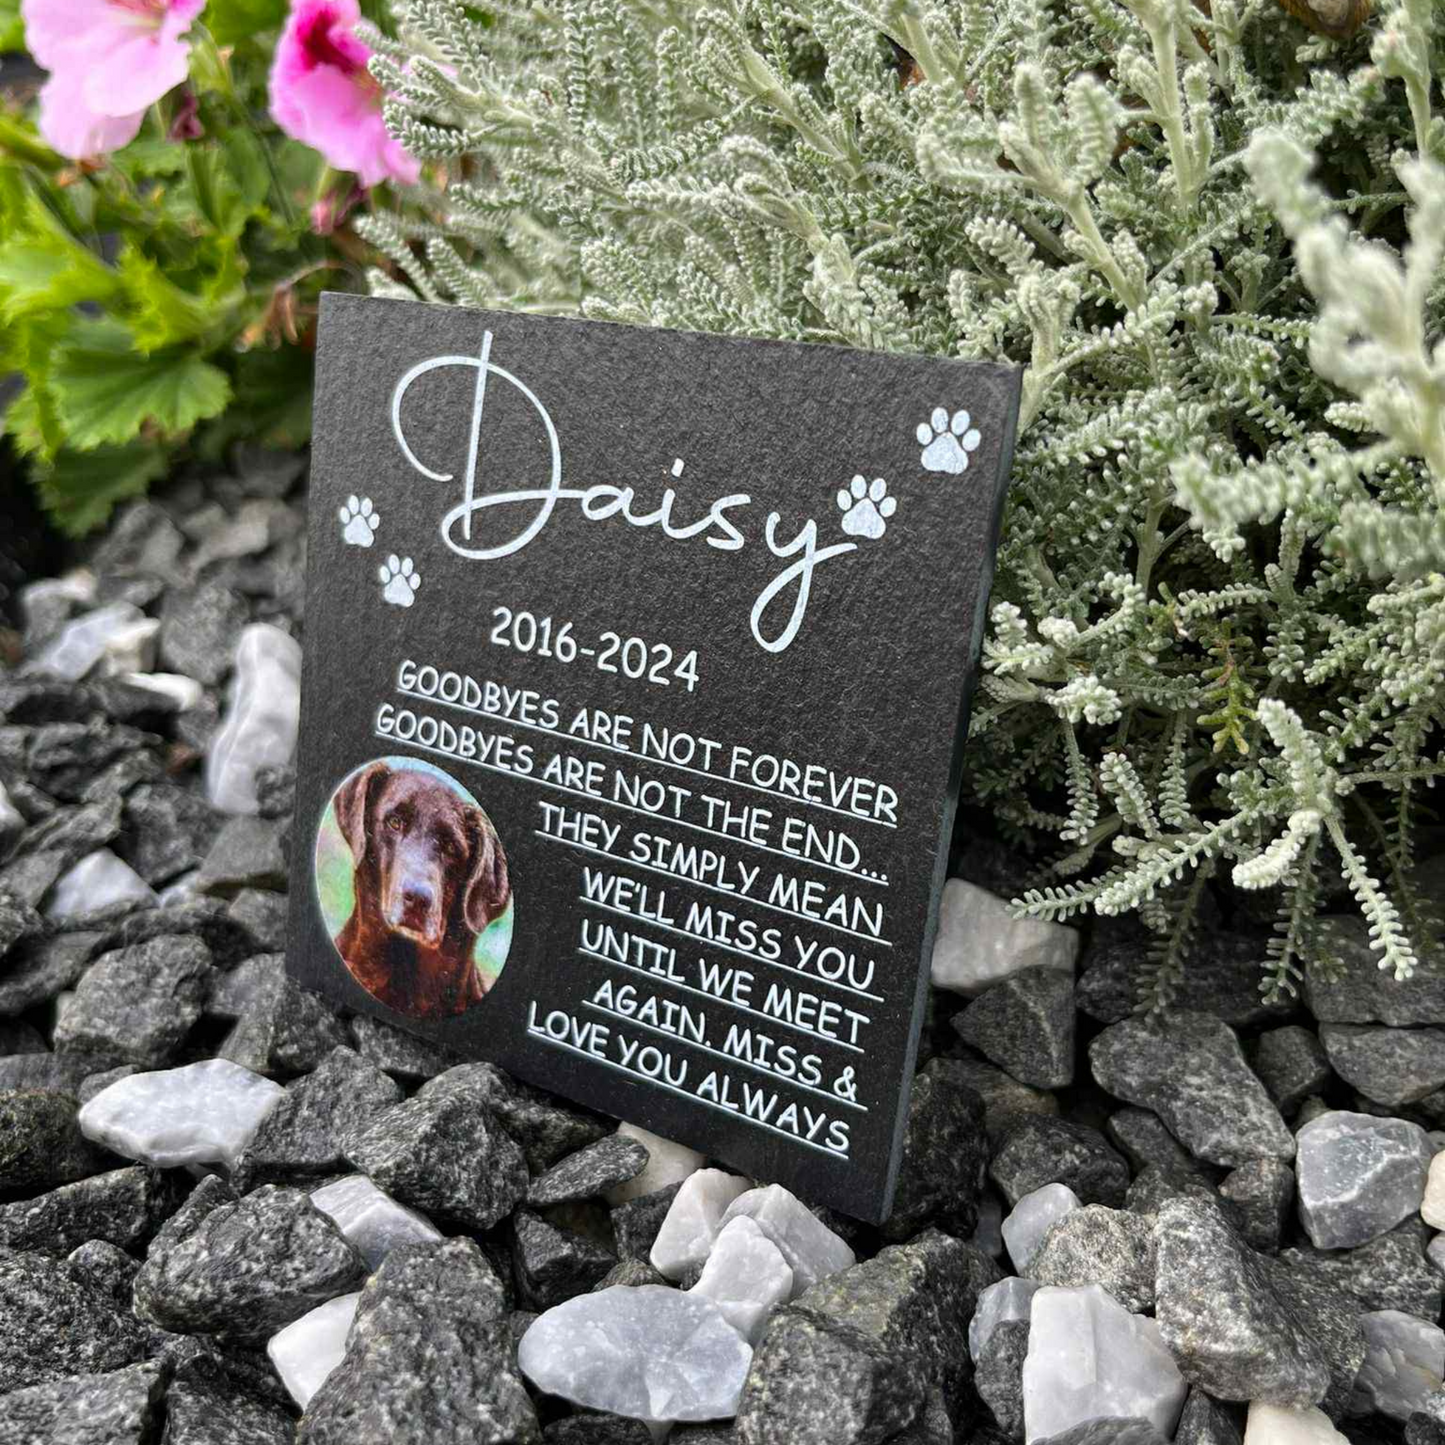 Daisy
2016-2024
GOODBYES ARE NOT FOREVER
GOODBYES ARE NOT THE END...
THEY SIMPLY MEAN
WE'LL MISS YOU
UNTIL WE MEET
AGAIN. MISS &
LOVE YOU ALWAYS